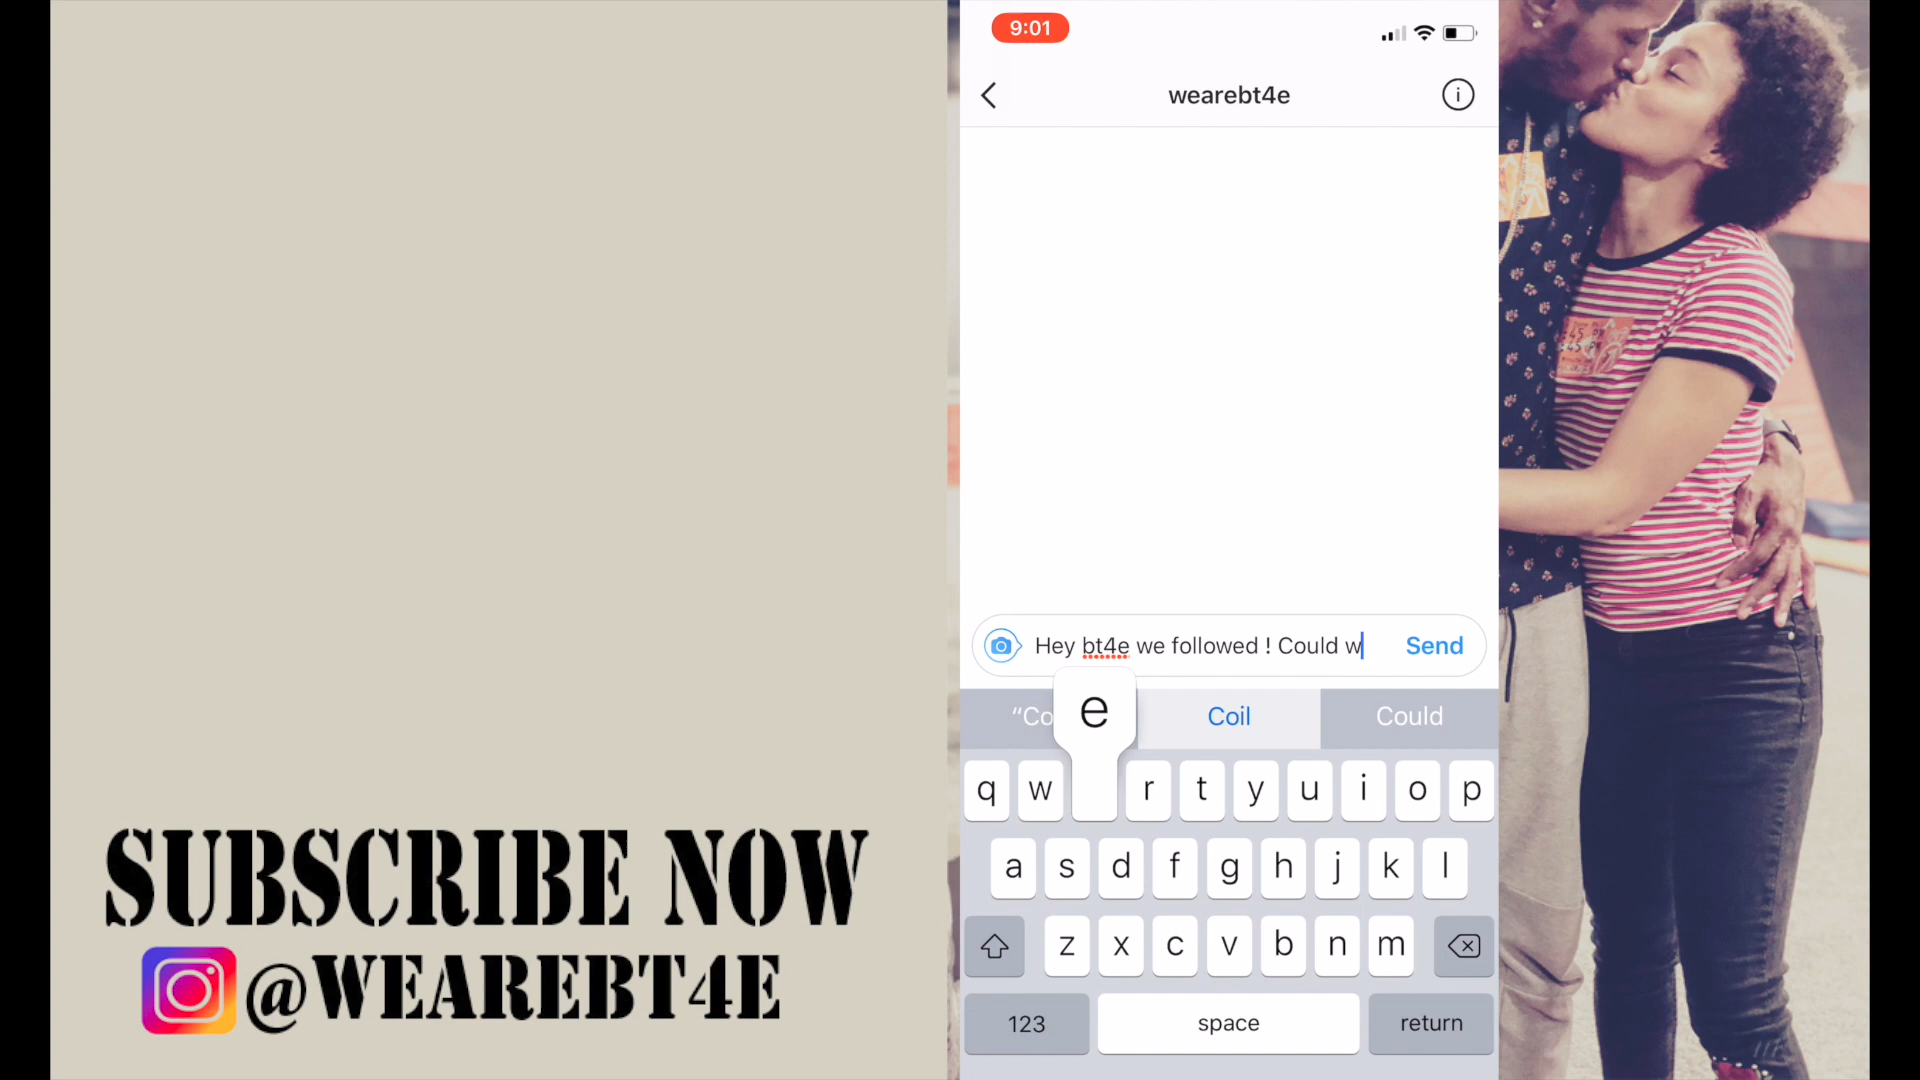 9:01
wearebt4e
Hey bt4e we followed ! Could w
Send
“Co
e
Coil
Could
q w r t y u i o p
a s d f g h j k l
z x c v b n m
123
space
return
SUBSCRIBE NOW
@WEAREBT4E